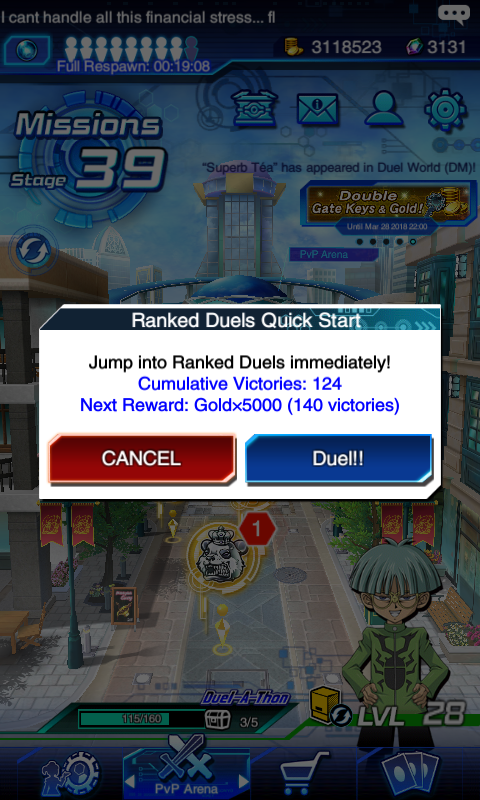 I cant handle all this financial stress... fl
3118523
3131
Full Respawn: 00:19:08
Missions
Stage 39
"Superb Téa" has appeared in Duel World (DM)!
Double
Gate Keys & Gold!
Until Mar 28 2018 22:00
PvP Arena
Ranked Duels Quick Start
Jump into Ranked Duels immediately!
Cumulative Victories: 124
Next Reward: Gold×5000 (140 victories)
CANCEL
Duel!!
1
Duel-A-Thon
115/160
3/5
LVL 28
PvP Arena